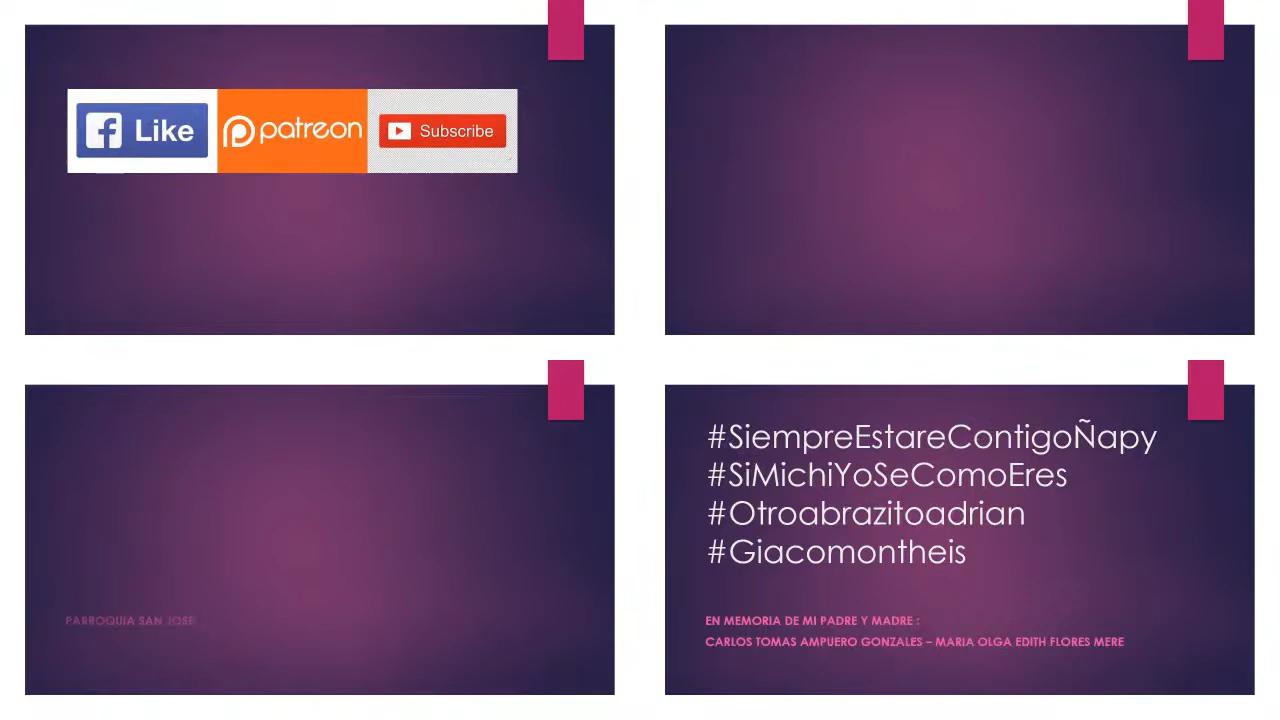 Like
patreon
Subscribe
PARROQUIA SAN JOSE
#SiempreEstareContigoÑapy
#SiMichiYoSeComoEres
#Otroabrazitoadrian
#Giacomontheis
EN MEMORIA DE MI PADRE Y MADRE :
CARLOS TOMAS AMPUERO GONZALES – MARIA OLGA EDITH FLORES MERE